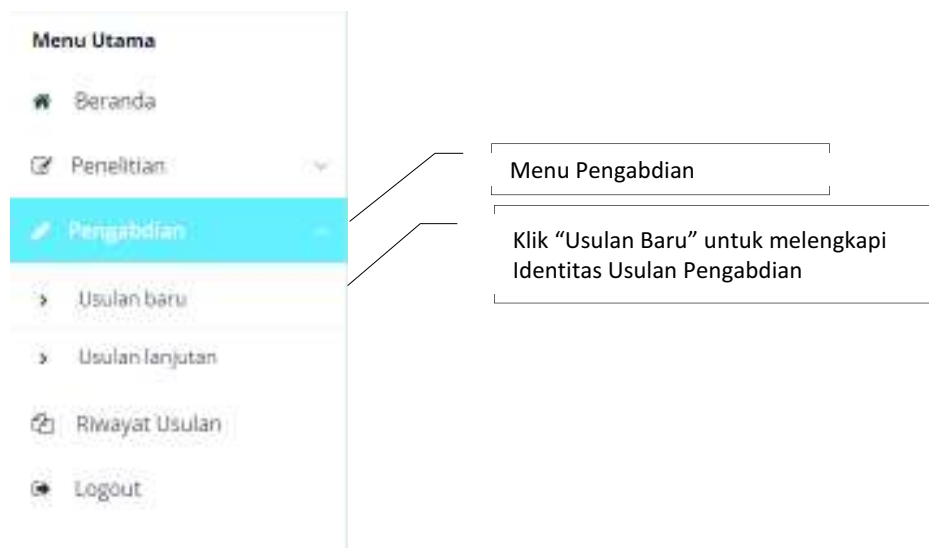 Menu Utama
Beranda
Penelitian
Pengabdian
Usulan baru
Usulan lanjutan
Riwayat Usulan
Logout
Menu Pengabdian
Klik “Usulan Baru” untuk melengkapi
Identitas Usulan Pengabdian